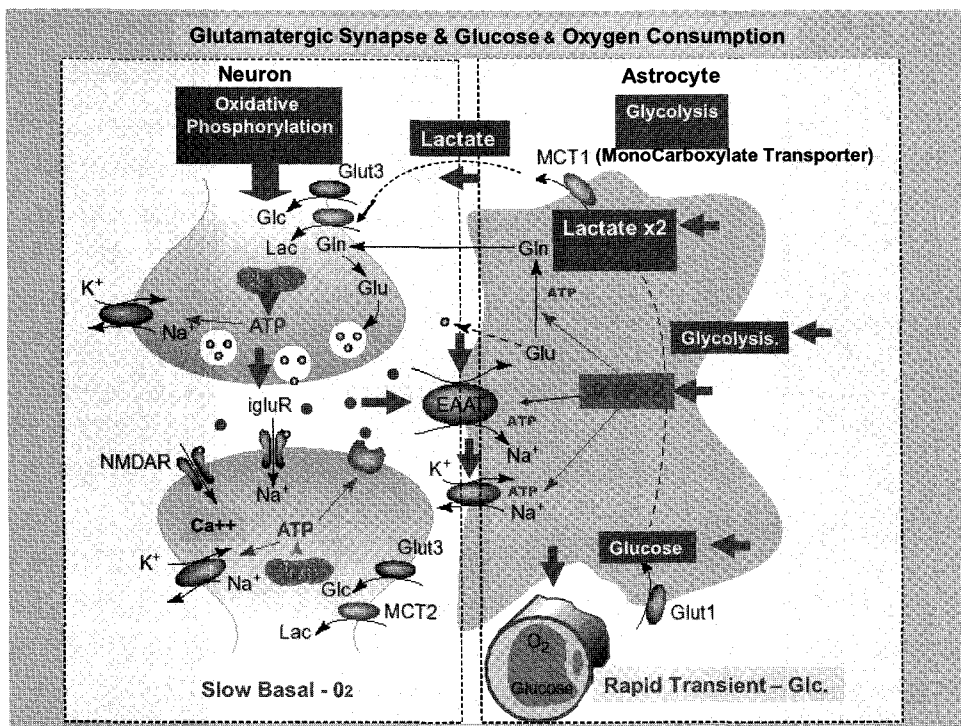 Glutamatergic Synapse & Glucose & Oxygen Consumption
Neuron
Astrocyte
Oxidative
Phosphorylation
Glycolysis
Lactate
MCT1 (MonoCarboxylate Transporter)
Glut3
Glc
Lac
Gln
Gln
Lactate x2
Glu
ATP
K+
Na+
ATP
Glycolysis.
Glu
igluR
EAAT
ATP
NMDAR
Na+
Na+
K+
ATP
Na+
Ca++
ATP
Glucose
K+
Na+
Glut3
Glc
MCT2
Lac
Glut1
O2
Glucose
Slow Basal - 02
Rapid Transient – Glc.